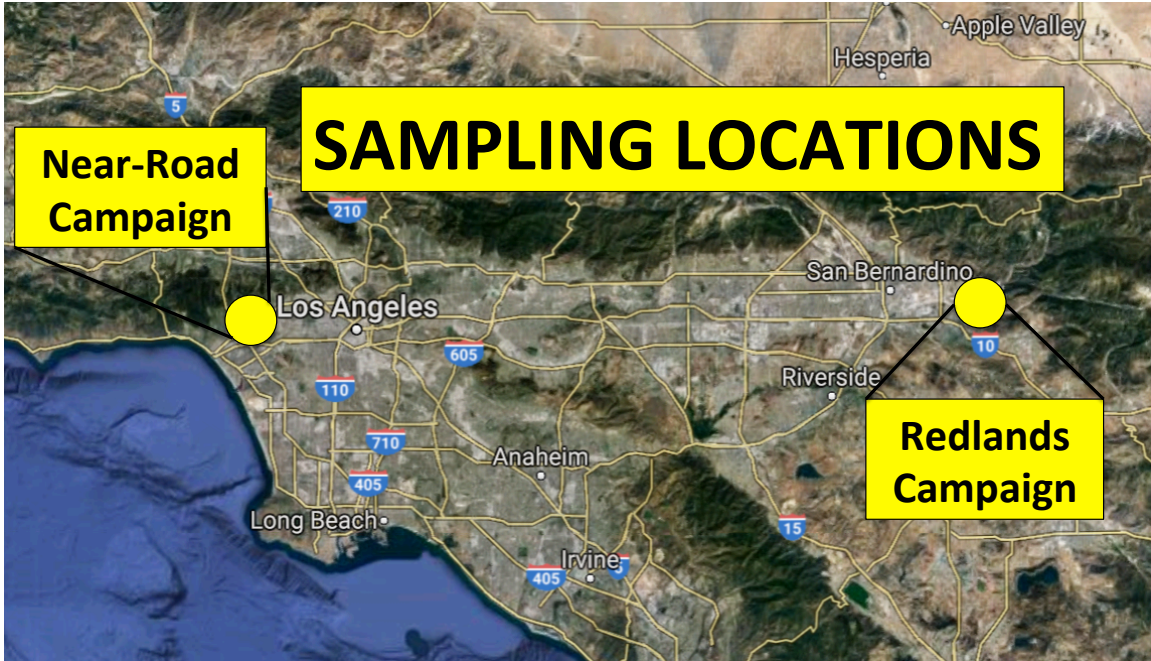 Apple Valley
Hesperia
5
SAMPLING LOCATIONS
Near-Road
Campaign
210
San Bernardino
Los Angeles
10
605
Riverside
110
Redlands
Campaign
710
Anaheim
405
Long Beach
15
Irvine
405
5